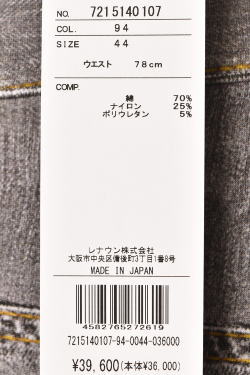 NO. 7215140107
COL. 94
SIZE 44
ウエスト 78cm
COMP.
綿 70%
ナイロン 25%
ポリウレタン 5%
レナウン株式会社
大阪市中央区備後町3丁目1番8号
MADE IN JAPAN
4582765272619
7215140107-94-0044-036000
¥39,600(本体¥36,000)